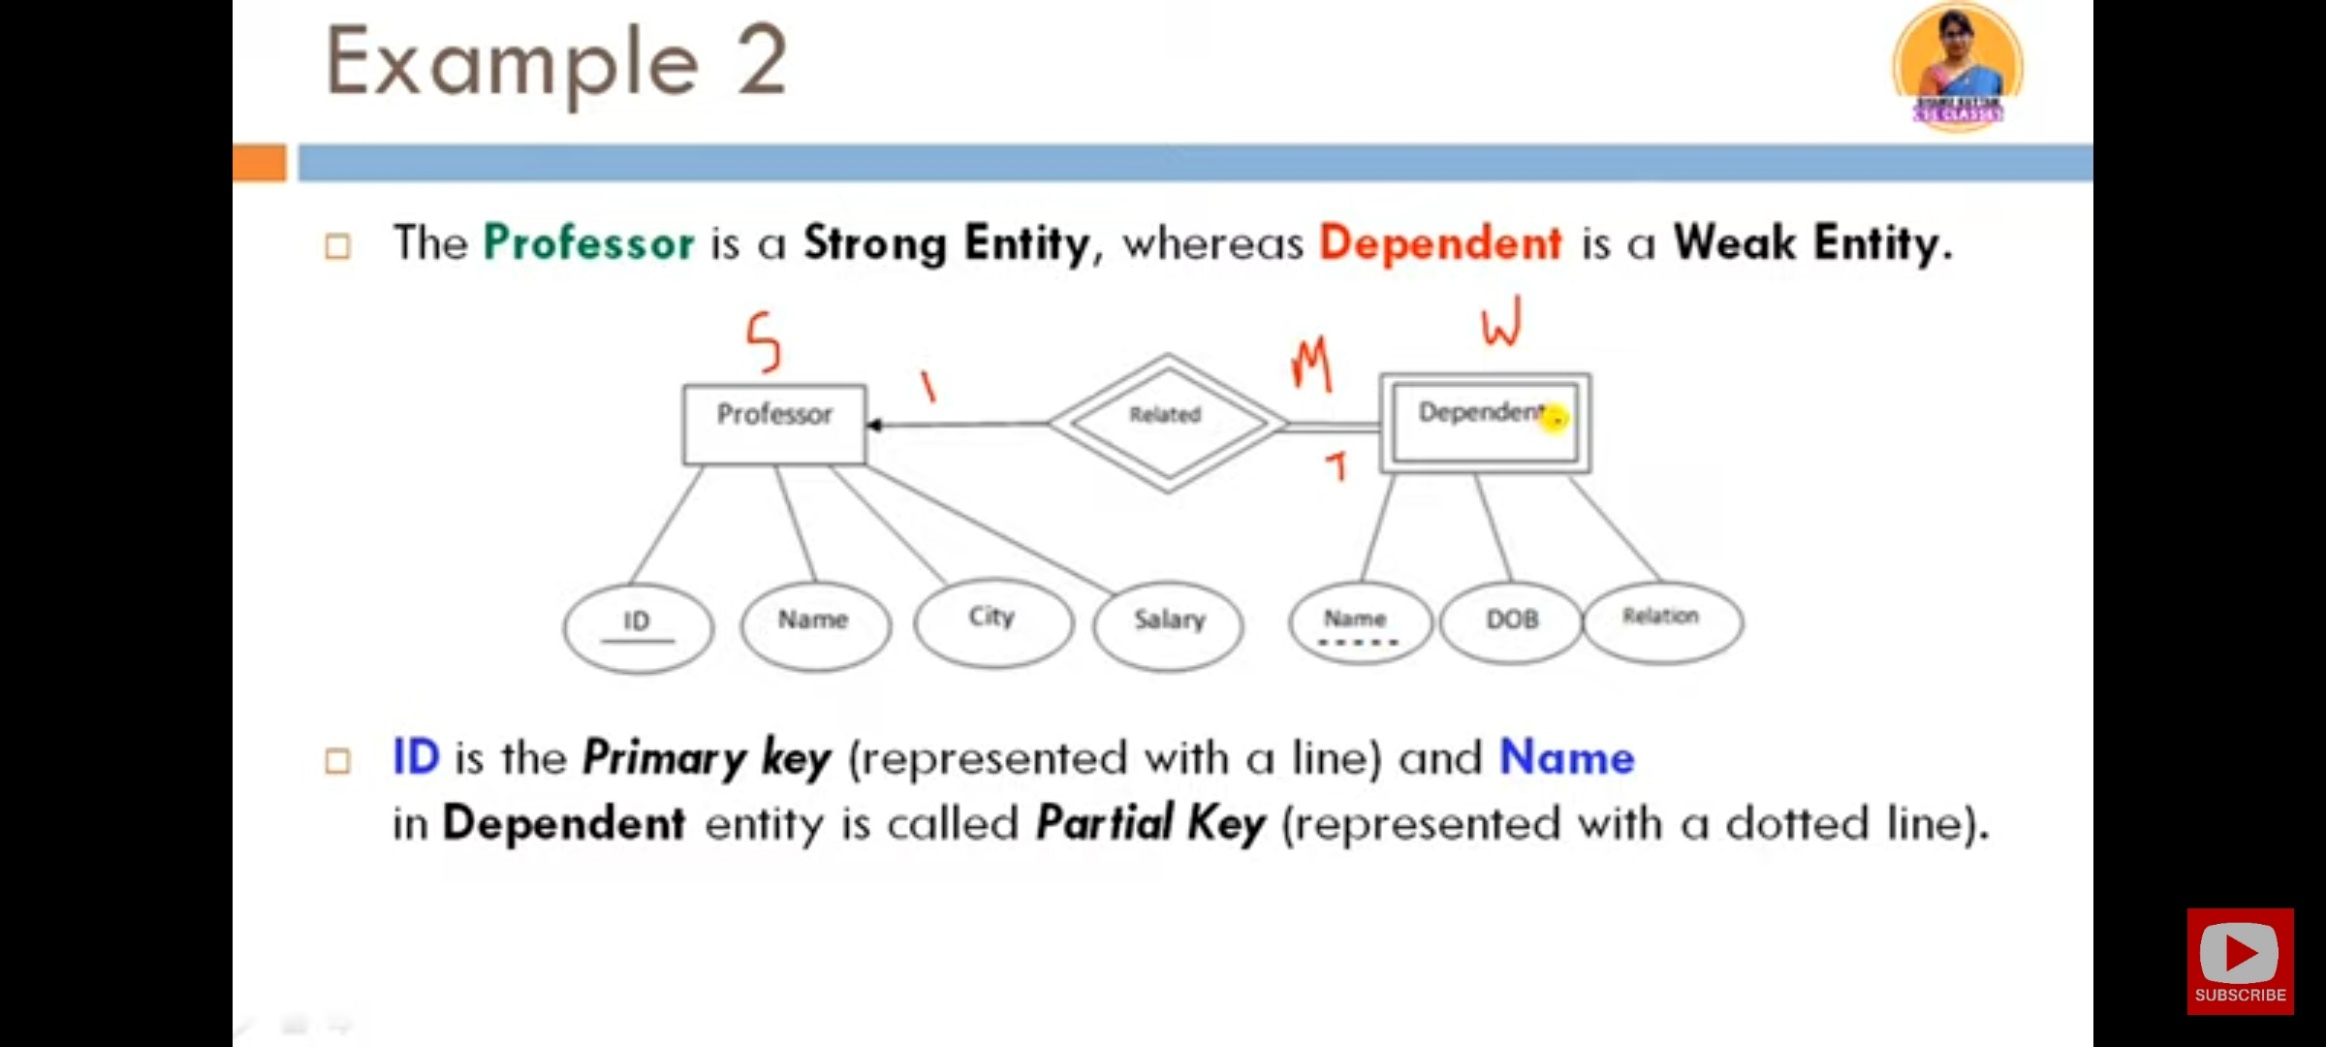 Example 2
CSE CLASSES
The Professor is a Strong Entity, whereas Dependent is a Weak Entity.
S
W
1
M
Professor
Related
Dependent
T
ID
Name
City
Salary
Name
DOB
Relation
ID is the Primary key (represented with a line) and Name
in Dependent entity is called Partial Key (represented with a dotted line).
SUBSCRIBE